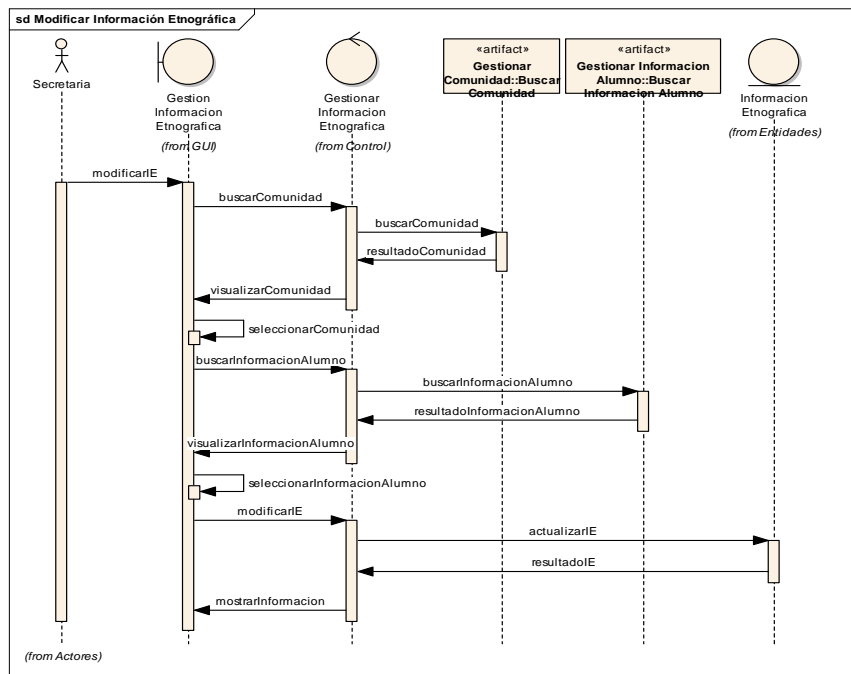 sd Modificar Información Etnográfica
Secretaria
Gestion
Informacion
Etnografica
(from GUI)
Gestionar
Informacion
Etnografica
(from Control)
«artifact»
Gestionar
Comunidad::Buscar
Comunidad
«artifact»
Gestionar Informacion
Alumno::Buscar
Informacion Alumno
Informacion
Etnografica
(from Entidades)
modificarIE
buscarComunidad
buscarComunidad
resultadoComunidad
visualizarComunidad
seleccionarComunidad
buscarInformacionAlumno
buscarInformacionAlumno
resultadoInformacionAlumno
visualizarInformacionAlumno
seleccionarInformacionAlumno
modificarIE
actualizarIE
resultadoIE
mostrarInformacion
(from Actores)